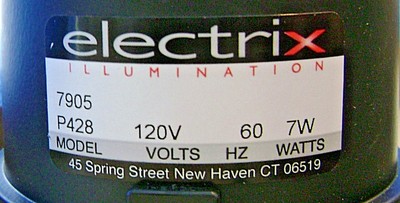 electrix
ILLUMINATION
7905
P428 120V 60 7W
MODEL VOLTS HZ WATTS
45 Spring Street New Haven CT 06519